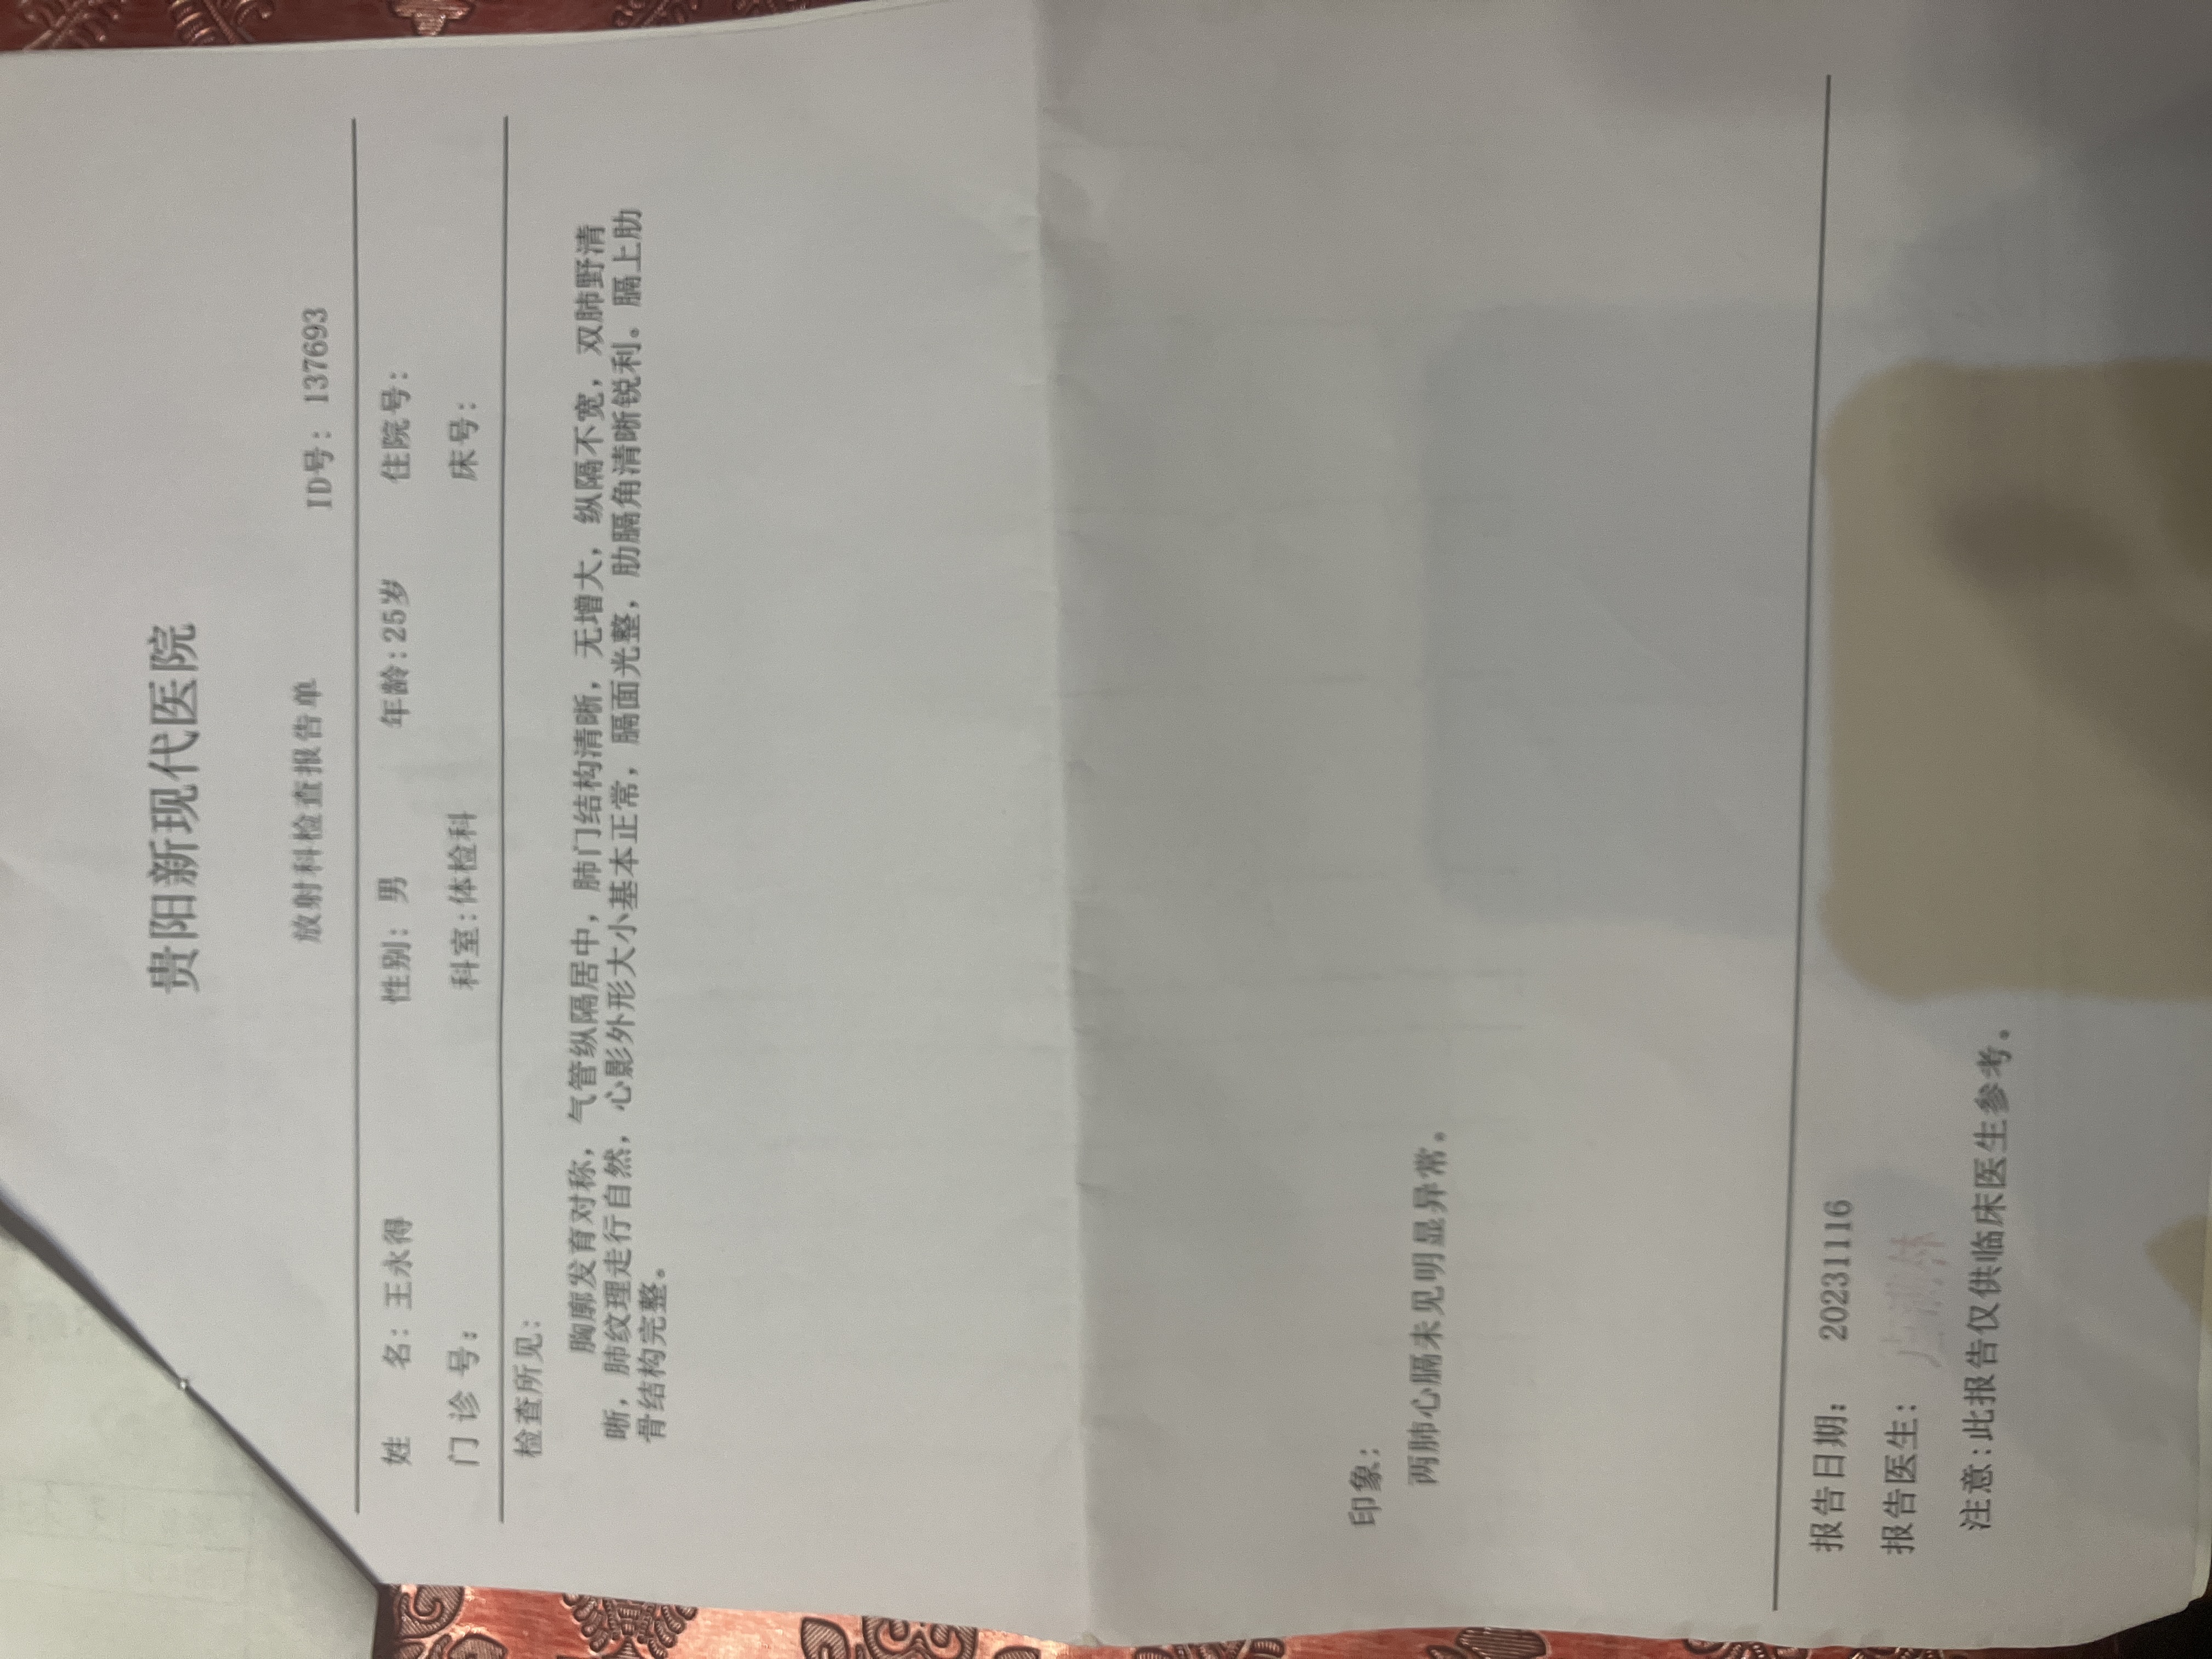 贵阳新现代医院
放射科检查报告单
ID号: 137693
姓 名: 王永得 性别: 男 年龄:25岁 住院号:
门诊号: 科室:体检科 床号:
检查所见:
胸廓发育对称，气管纵隔居中，肺门结构清晰，无增大，纵隔不宽，双肺野清
晰，肺纹理走行自然，心影外形大小基本正常，膈面光整，肋膈角清晰锐利。膈上肋
骨结构完整。
印象:
两肺心膈未见明显异常。
报告日期: 20231116
报告医生:
注意:此报告仅供临床医生参考。